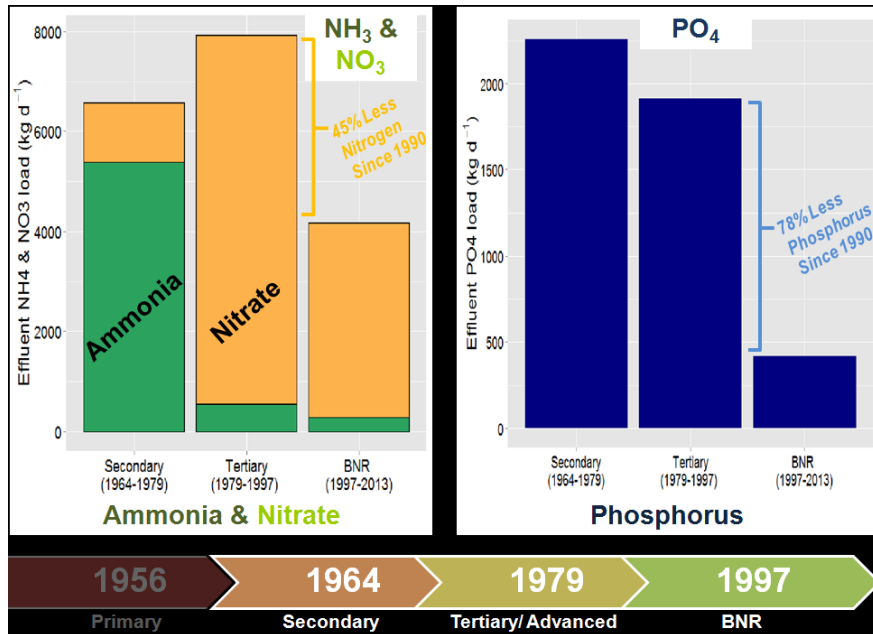 NH₃ &
NO₃
Effluent NH4 & NO3 load (kg d⁻¹)
8000
6000
4000
2000
0
Ammonia
Nitrate
45% Less
Nitrogen
Since 1990
Secondary
(1964-1979)
Tertiary
(1979-1997)
BNR
(1997-2013)
Ammonia & Nitrate
PO₄
Effluent PO4 load (kg d⁻¹)
2000
1500
1000
500
0
78% Less
Phosphorus
Since 1990
Secondary
(1964-1979)
Tertiary
(1979-1997)
BNR
(1997-2013)
Phosphorus
1956
1964
1979
1997
Primary
Secondary
Tertiary/ Advanced
BNR